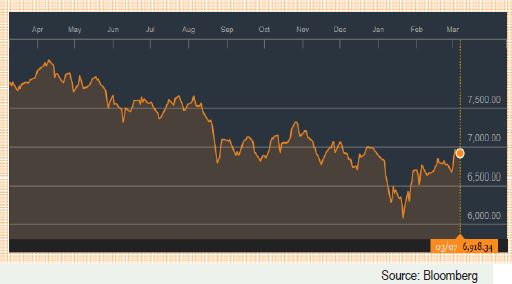 Apr May Jun Jul Aug Sep Oct Nov Dec Jan Feb Mar
7,500.00
7,000.00
6,500.00
6,000.00
03/07 6,918.34
Source: Bloomberg